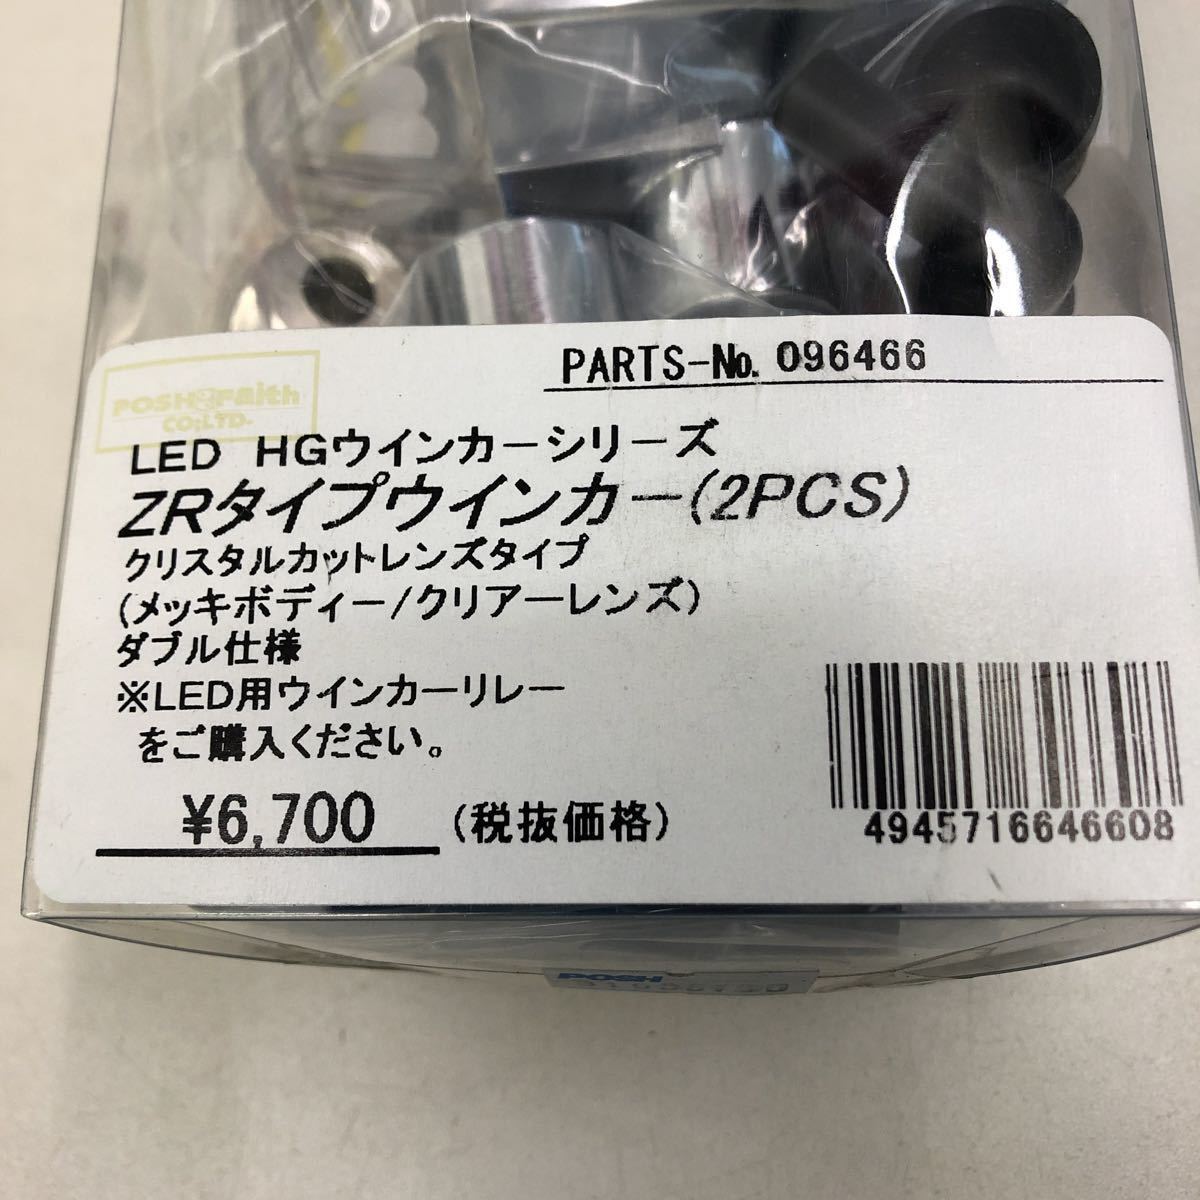 PARTS-No. 096466
POSH Faith
CO;LTD.
LED HGウインカーシリーズ
ZRタイプウインカー(2PCS)
クリスタルカットレンズタイプ
(メッキボディー/クリアーレンズ)
ダブル仕様
※LED用ウインカーリレー
をご購入ください。
¥6,700 (税抜価格)
4945716646608
POSH